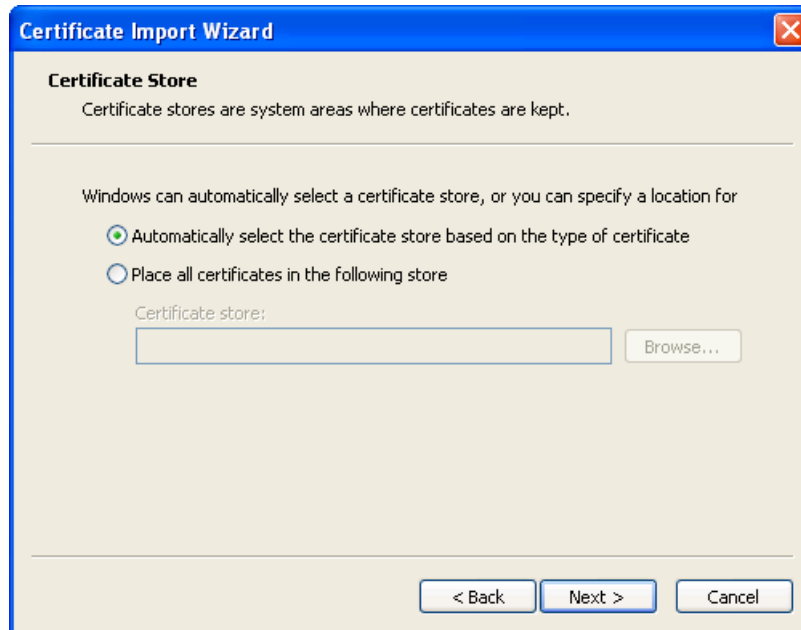 Certificate Import Wizard
Certificate Store
Certificate stores are system areas where certificates are kept.
Windows can automatically select a certificate store, or you can specify a location for
Automatically select the certificate store based on the type of certificate
Place all certificates in the following store
Certificate store:
Browse...
< Back Next > Cancel